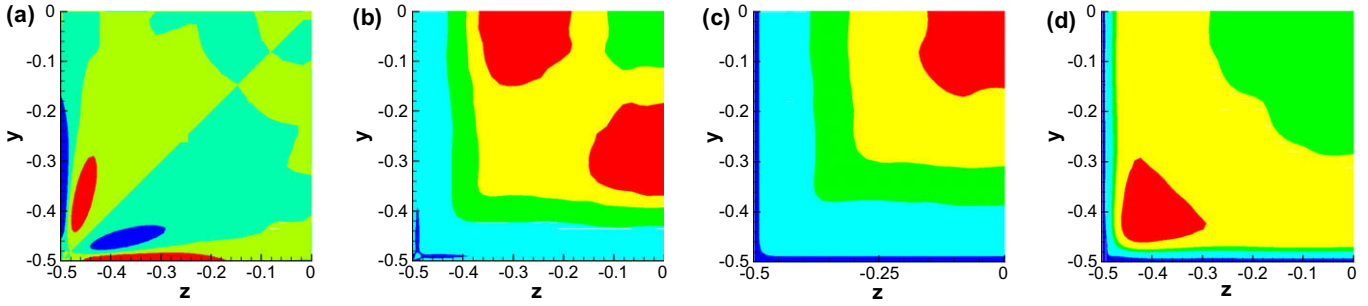 (a) (b) (c) (d)
0 0 0 0
-0.1 -0.1 -0.1 -0.1
-0.2 -0.2 -0.2 -0.2
y y y y
-0.3 -0.3 -0.3 -0.3
-0.4 -0.4 -0.4 -0.4
-0.5 -0.5 -0.5 -0.5
-0.5 -0.4 -0.3 -0.2 -0.1 0 -0.5 -0.4 -0.3 -0.2 -0.1 0 -0.5 -0.25 0 -0.5 -0.4 -0.3 -0.2 -0.1 0
z z z z